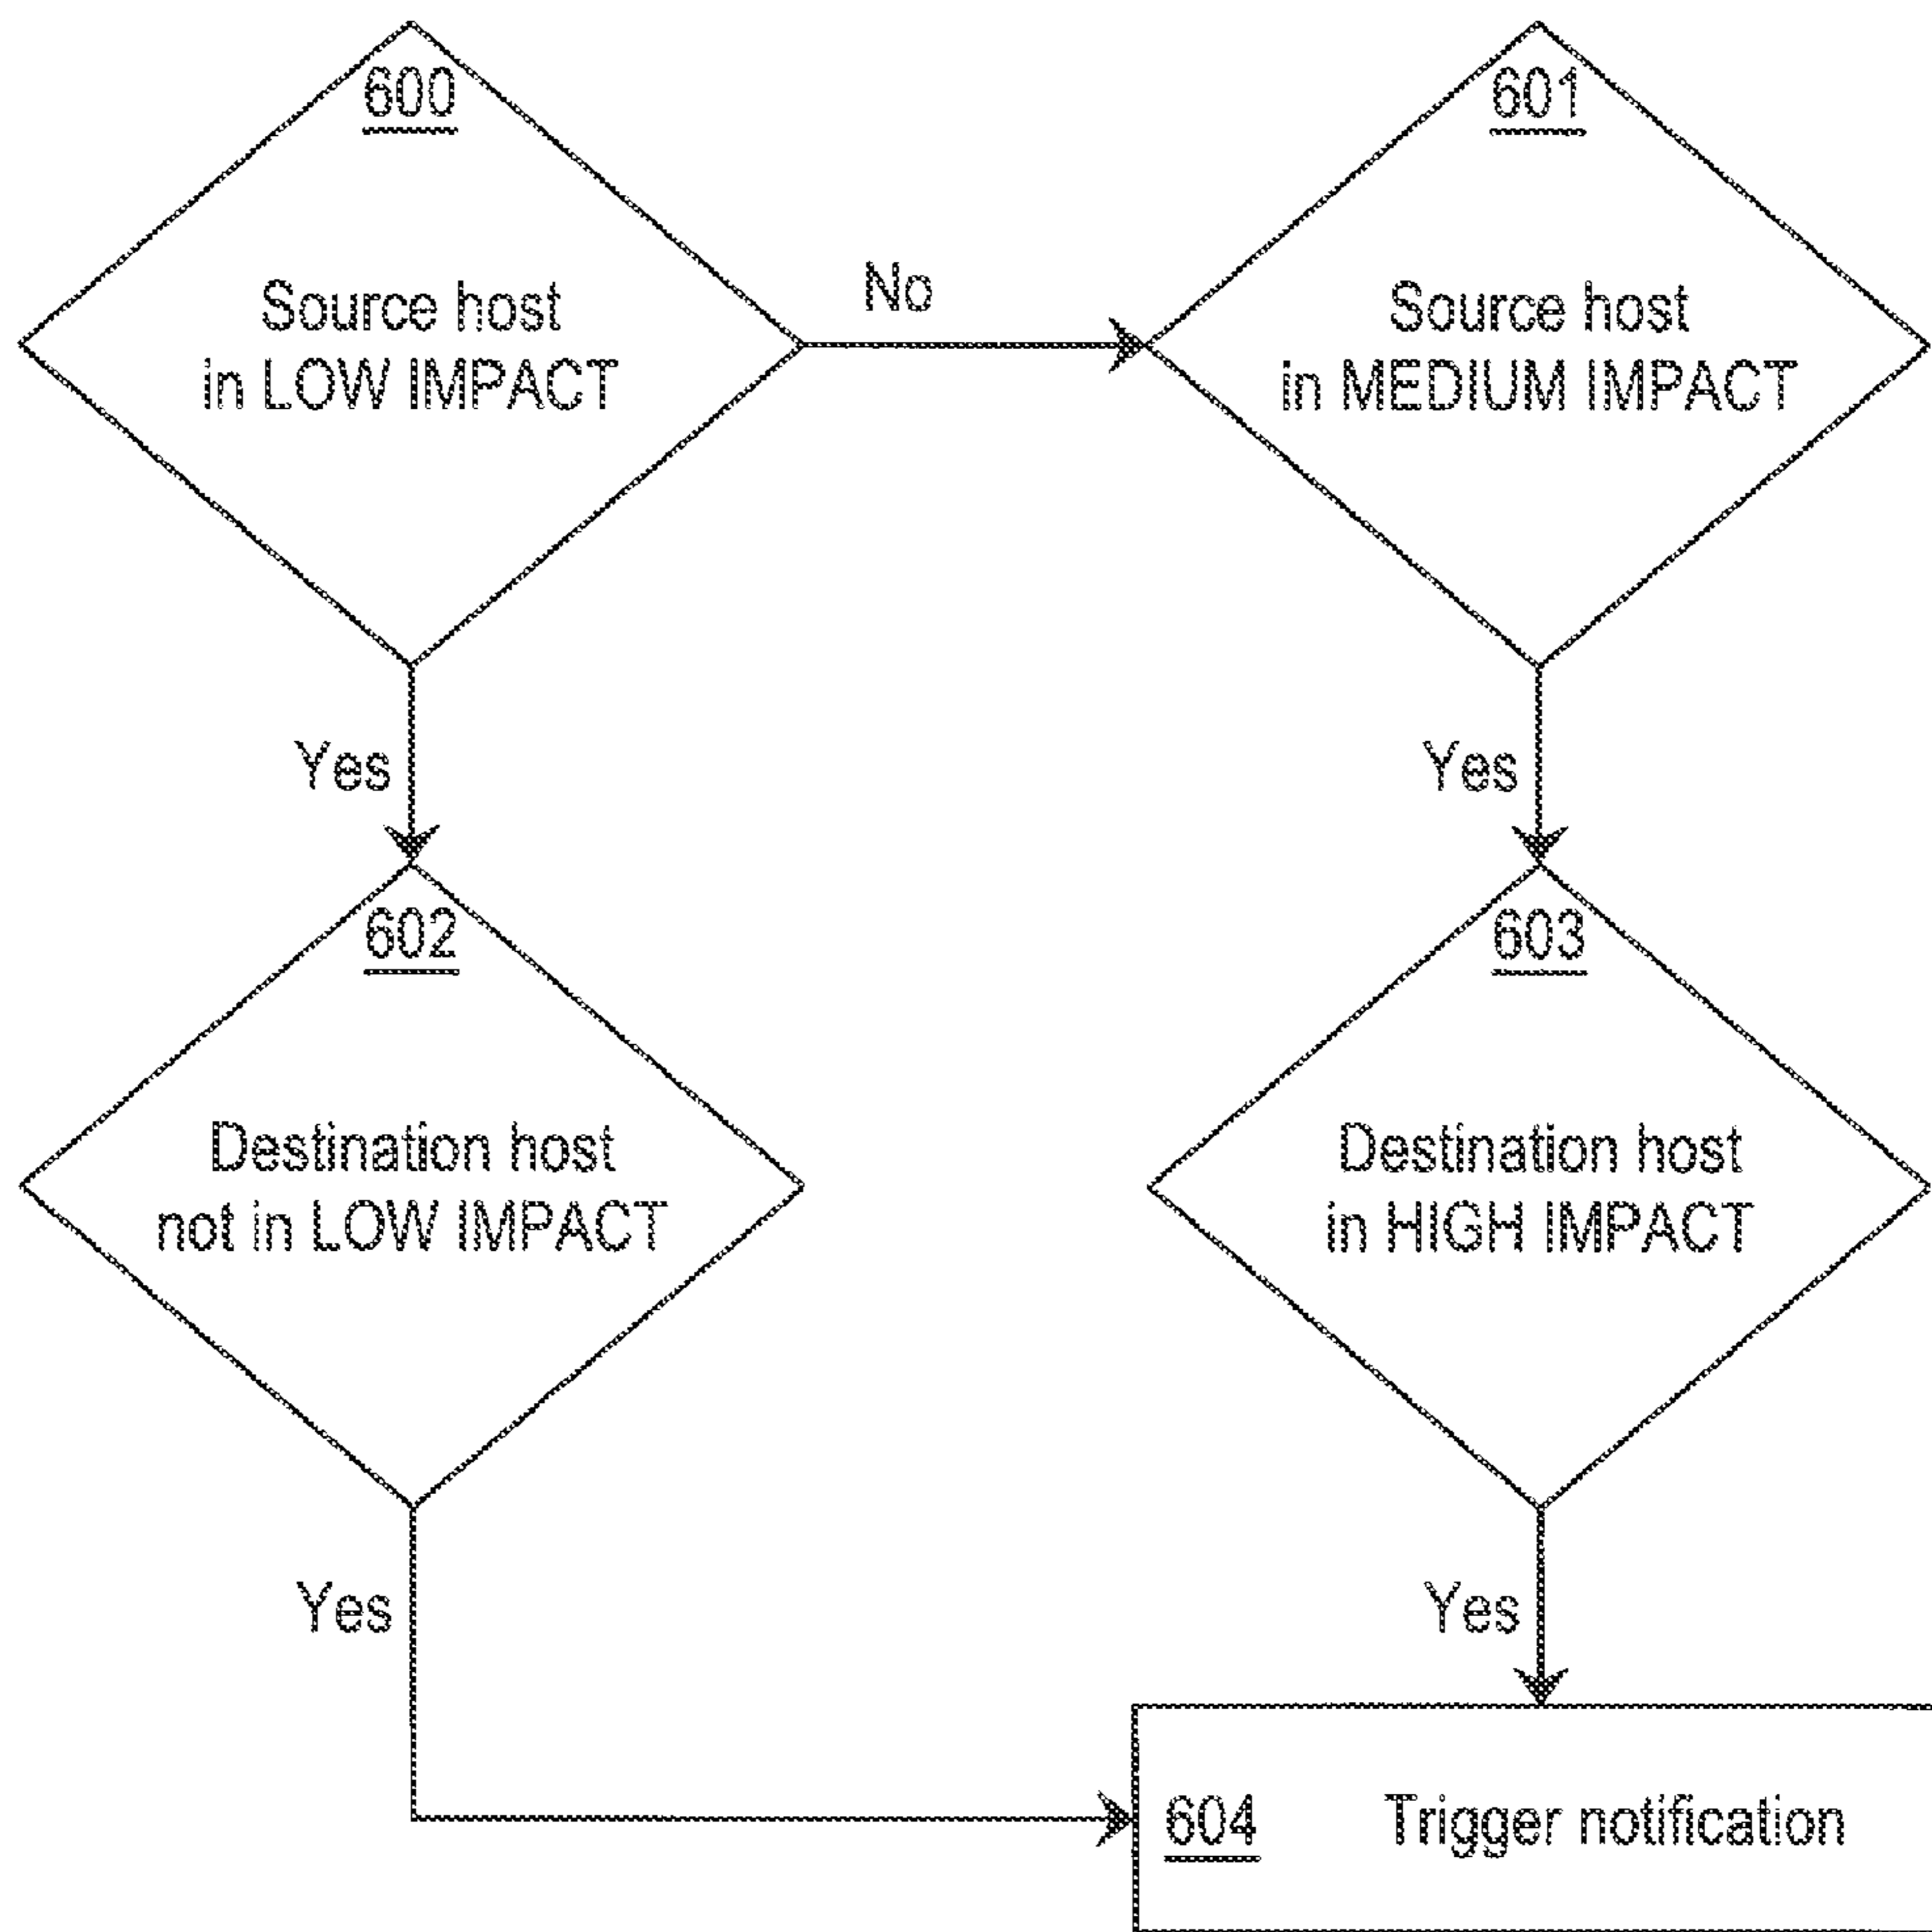 600
Source host
in LOW IMPACT
No
601
Source host
in MEDIUM IMPACT
Yes
Yes
602
Destination host
not in LOW IMPACT
603
Destination host
in HIGH IMPACT
Yes
Yes
604 Trigger notification